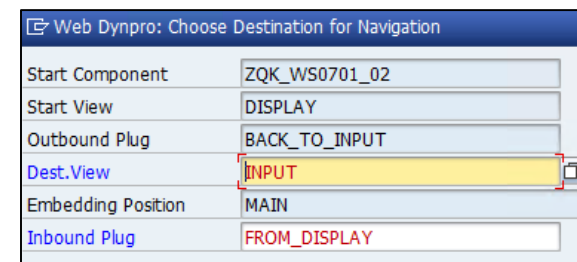 Web Dynpro: Choose Destination for Navigation
Start Component ZQK_WS0701_02
Start View DISPLAY
Outbound Plug BACK_TO_INPUT
Dest.View INPUT
Embedding Position MAIN
Inbound Plug FROM_DISPLAY